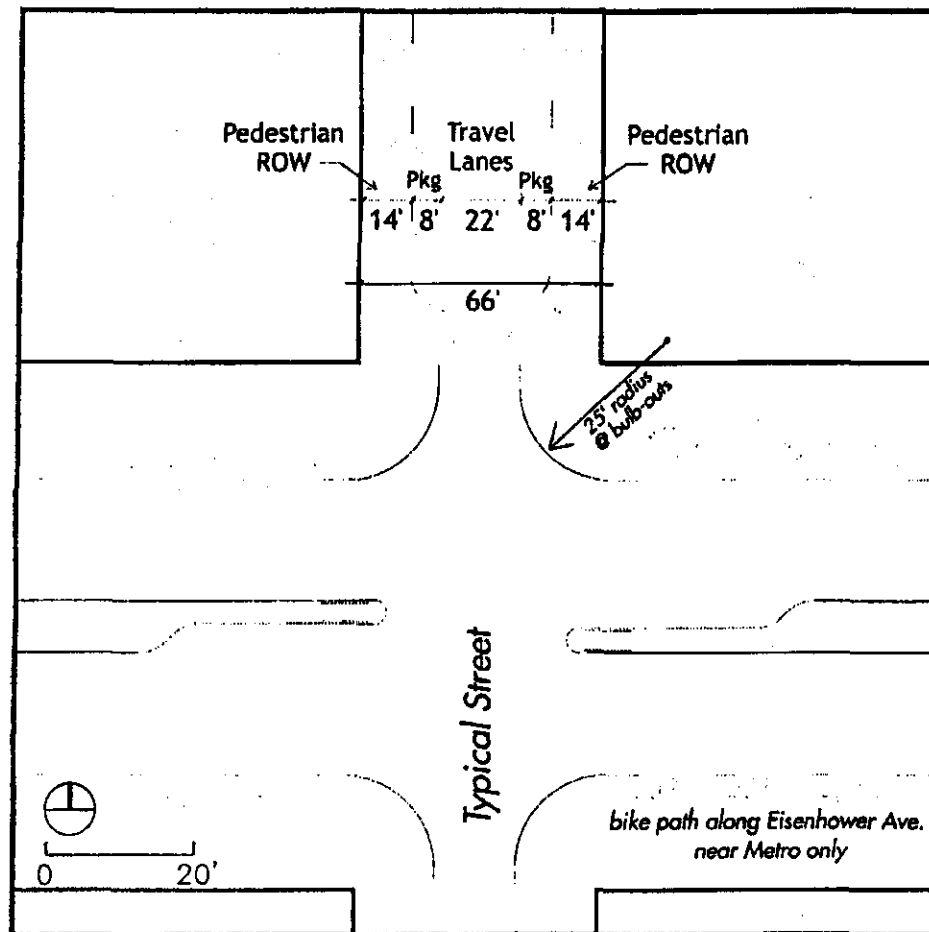 Pedestrian
ROW
Travel
Lanes
Pedestrian
ROW
Pkg
Pkg
14' 8' 22' 8' 14'
66'
25' radius
@ bulb-outs
Typical Street
bike path along Eisenhower Ave.
near Metro only
0 20'